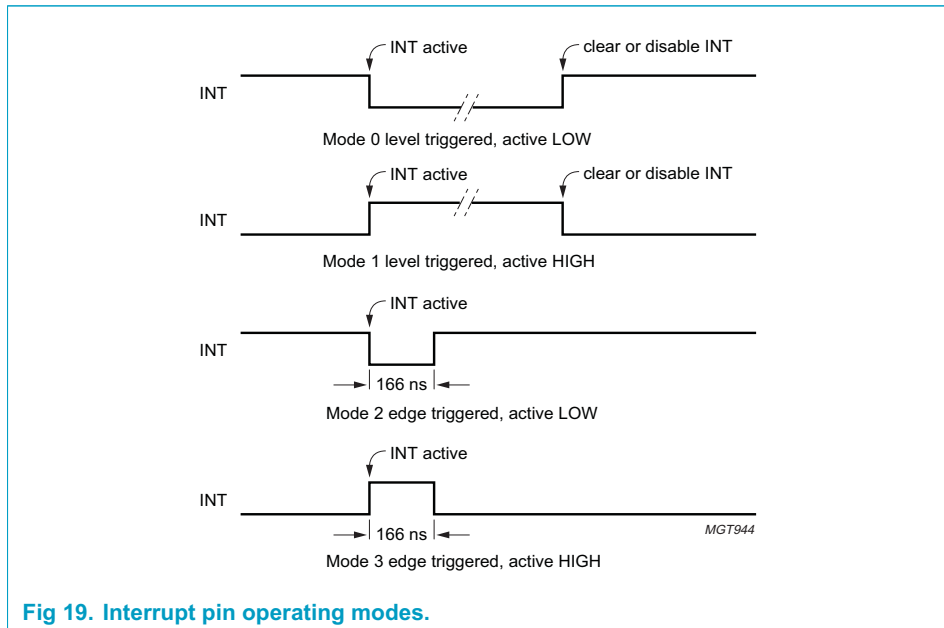 INT active
clear or disable INT
INT
Mode 0 level triggered, active LOW
INT active
clear or disable INT
INT
Mode 1 level triggered, active HIGH
INT active
INT
166 ns
Mode 2 edge triggered, active LOW
INT active
INT
166 ns
MGT944
Mode 3 edge triggered, active HIGH
Fig 19. Interrupt pin operating modes.